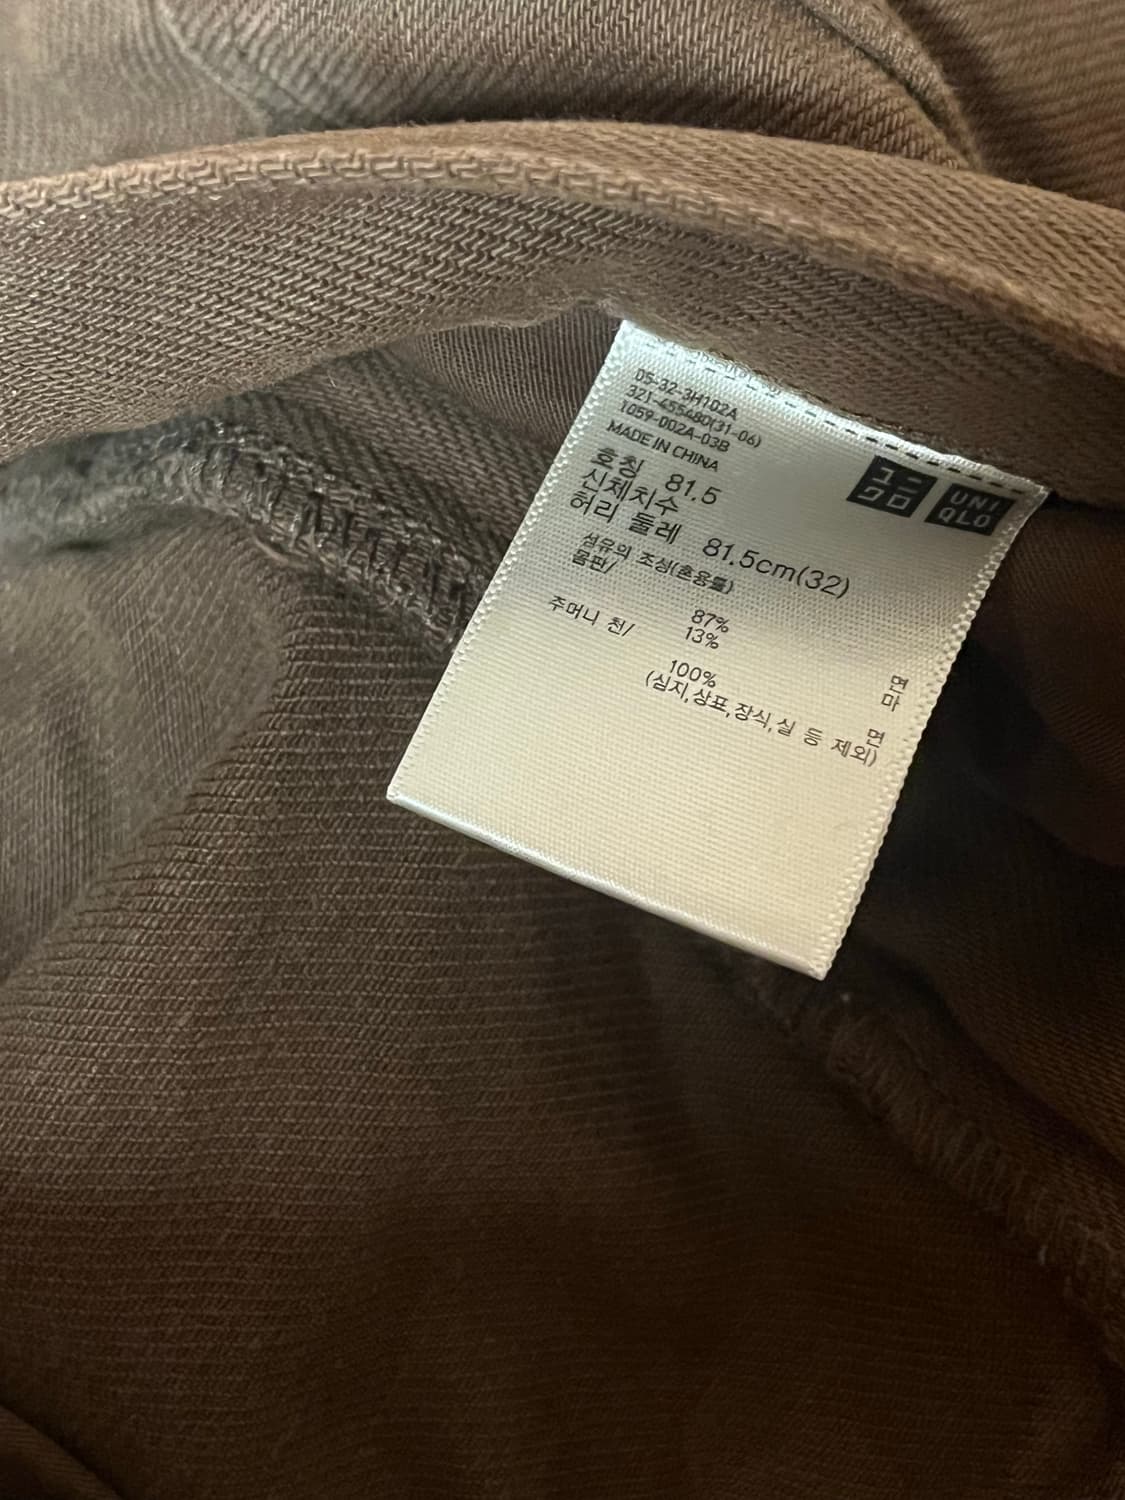 05-32-3H102A
321-455480(31-06)
1059-0D2A-03B
MADE IN CHINA
ユニ
クロ
UNI
QLO
호칭 81.5
신체치수
허리 둘레 81.5cm(32)
섬유의 조성(혼용률)
몸판/
87% 면
13% 마
주머니 천/
100% 면
(심지,상표,장식,실 등 제외)